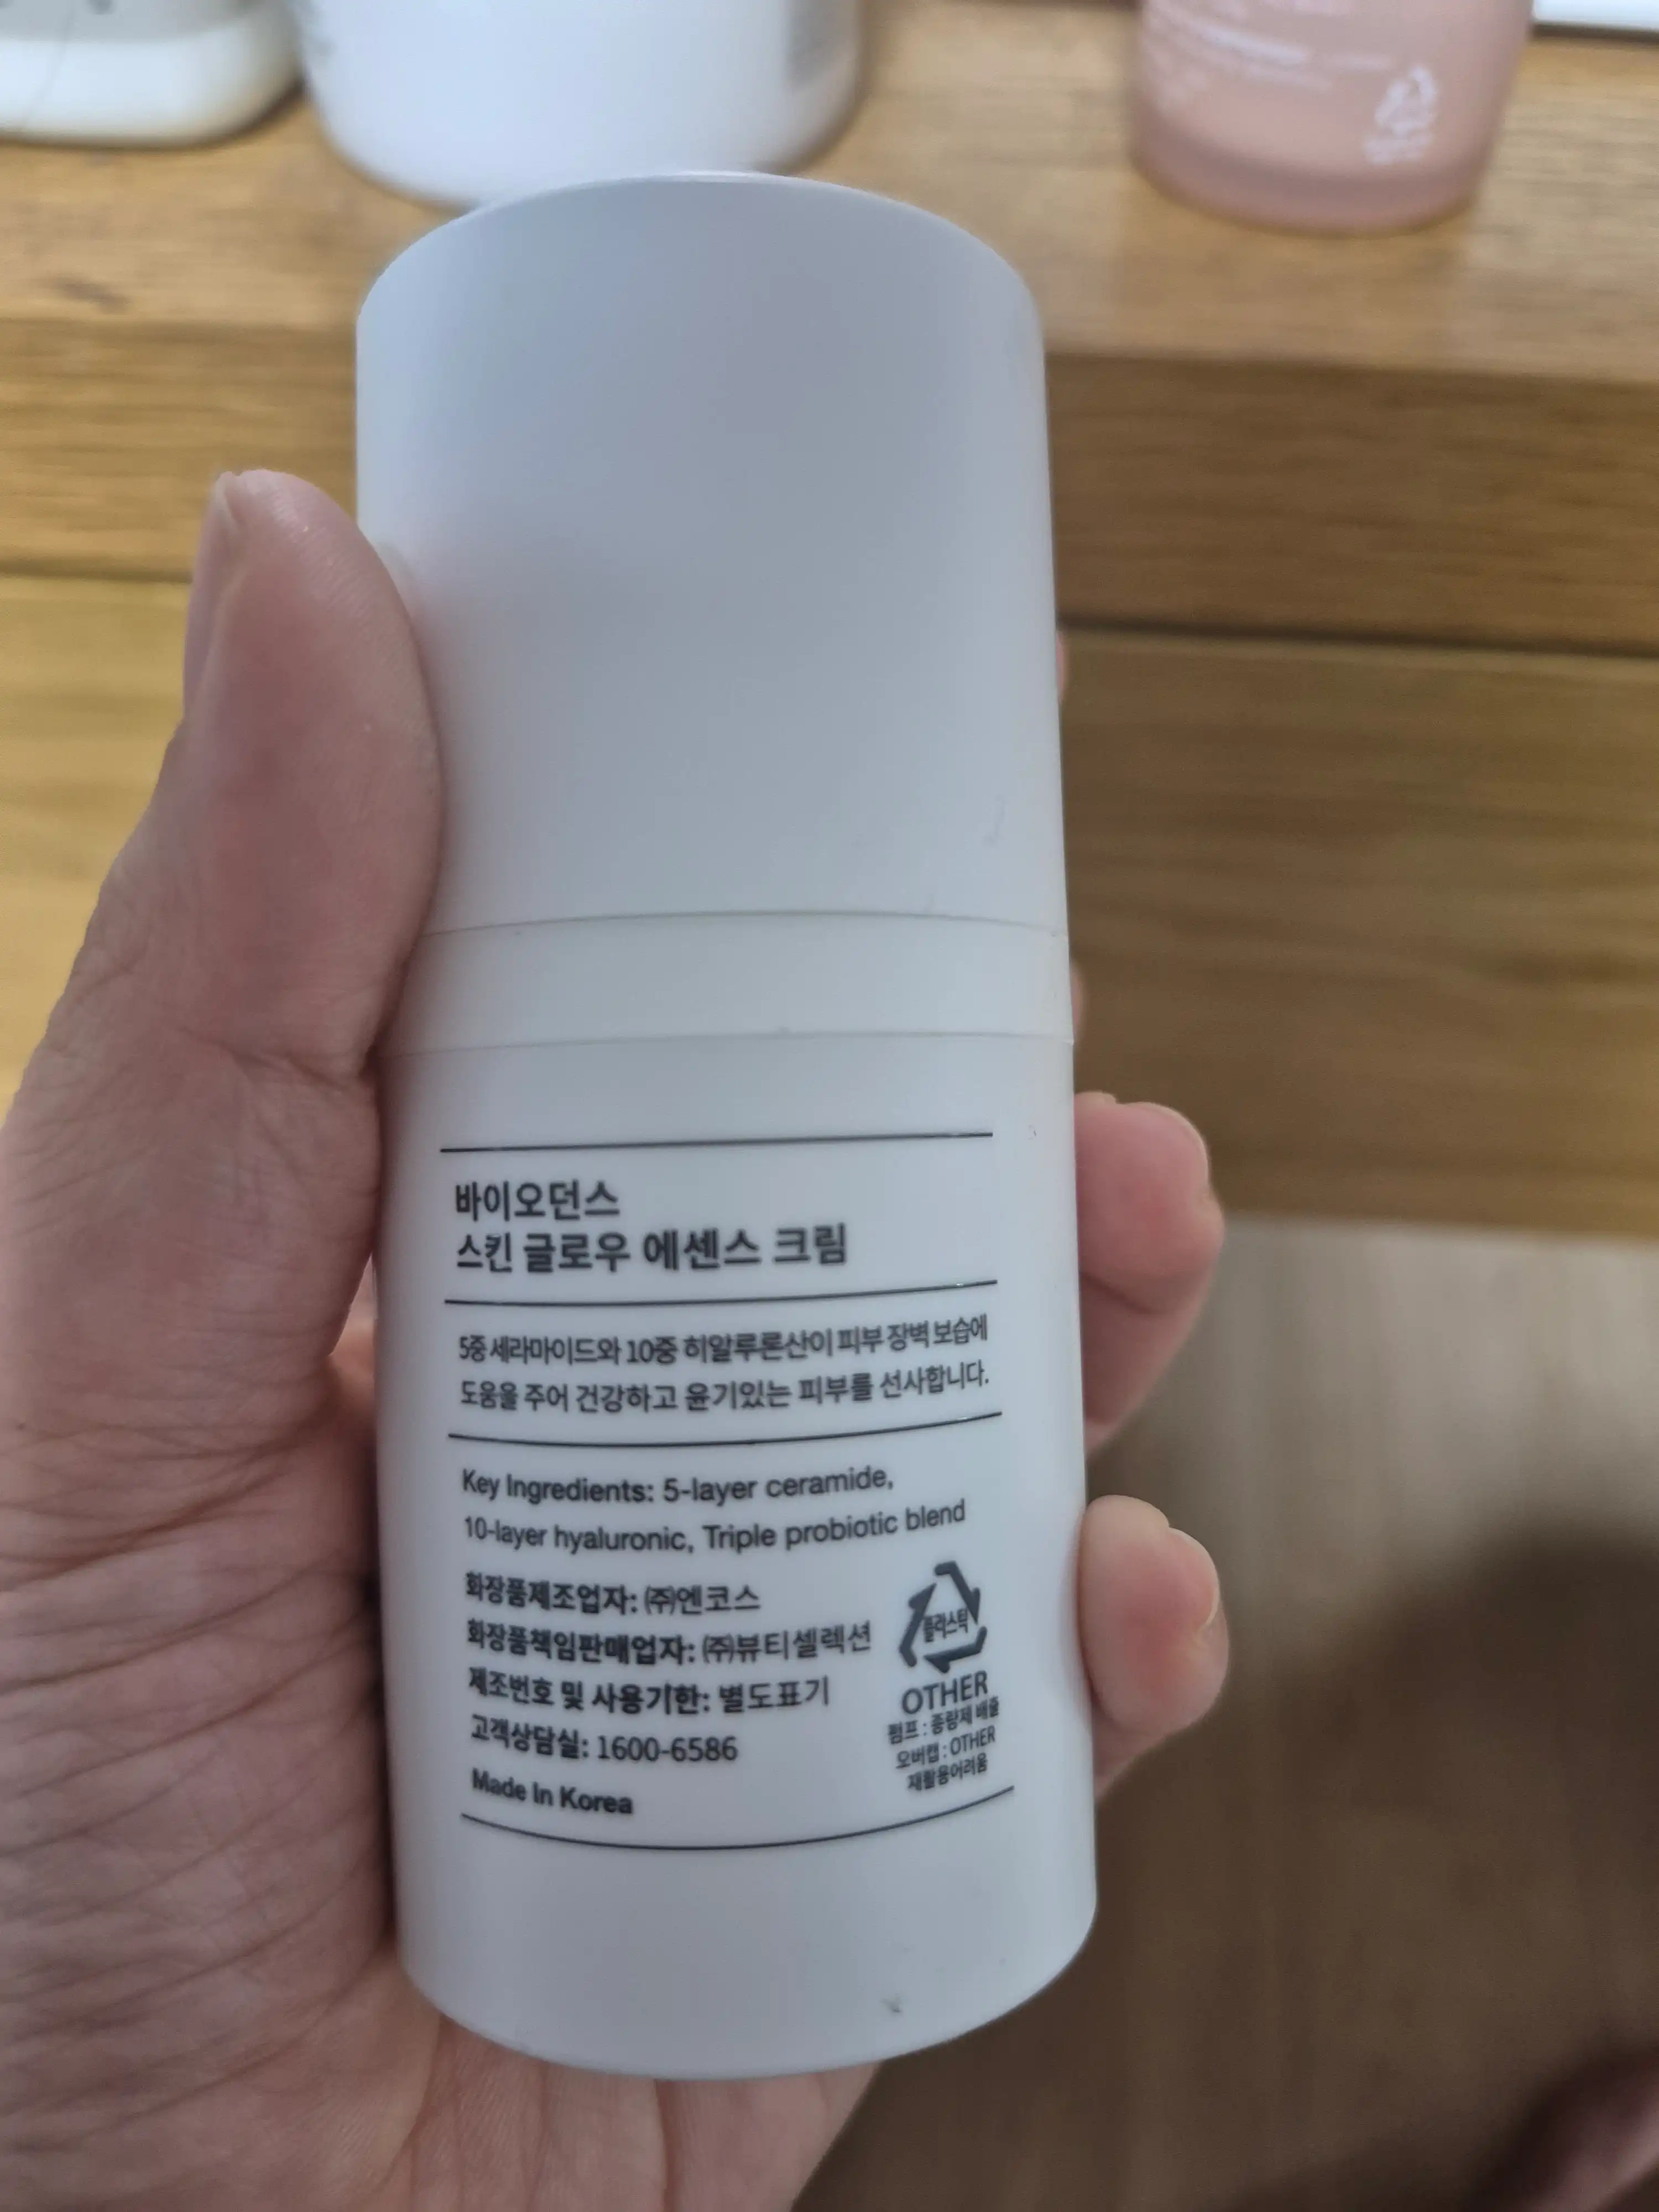 바이오던스
스킨 글로우 에센스 크림
5중 세라마이드와 10중 히알루론산이 피부 장벽 보습에
도움을 주어 건강하고 윤기있는 피부를 선사합니다.
Key Ingredients: 5-layer ceramide,
10-layer hyaluronic, Triple probiotic blend
화장품제조업자: ㈜엔코스
화장품책임판매업자: ㈜뷰티셀렉션
제조번호 및 사용기한: 별도표기
고객상담실: 1600-6586
Made In Korea
플라스틱
OTHER
펌프 : 종량제 배출
오버캡 : OTHER
재활용어려움